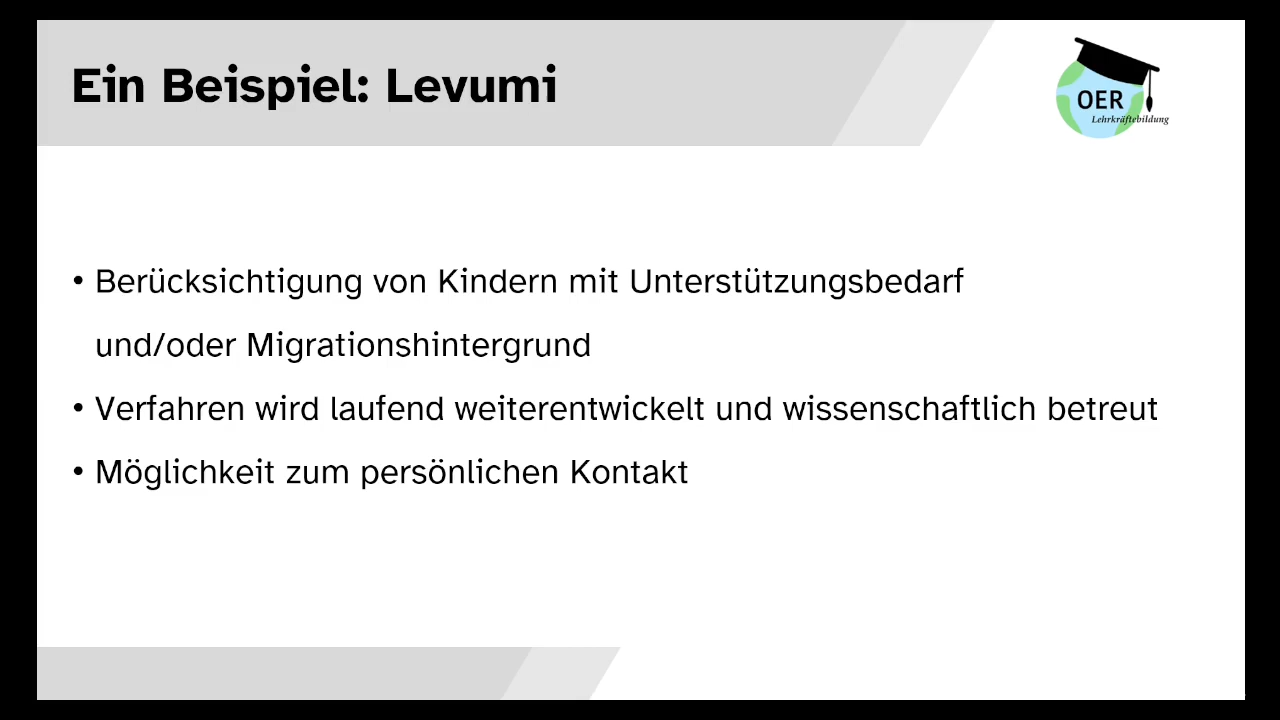 Ein Beispiel: Levumi
OER
Lehrkräftebildung
• Berücksichtigung von Kindern mit Unterstützungsbedarf
und/oder Migrationshintergrund
• Verfahren wird laufend weiterentwickelt und wissenschaftlich betreut
• Möglichkeit zum persönlichen Kontakt